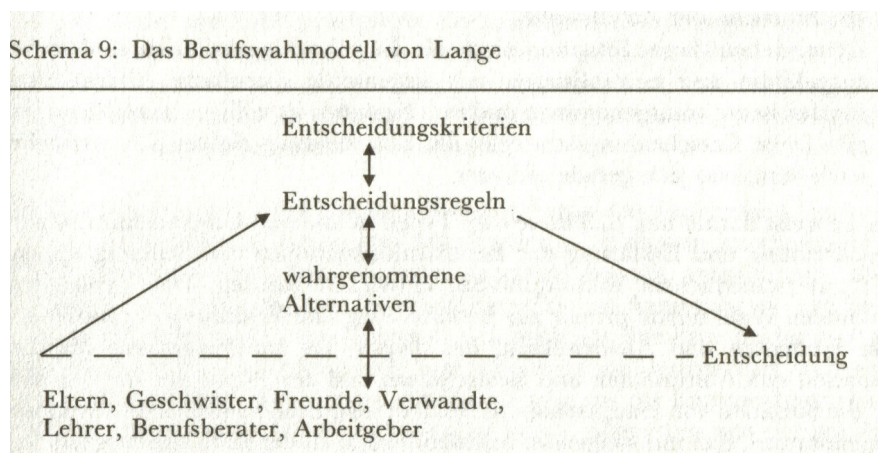 Schema 9: Das Berufswahlmodell von Lange
Entscheidungskriterien
Entscheidungsregeln
wahrgenommene
Alternativen
Entscheidung
Eltern, Geschwister, Freunde, Verwandte,
Lehrer, Berufsberater, Arbeitgeber